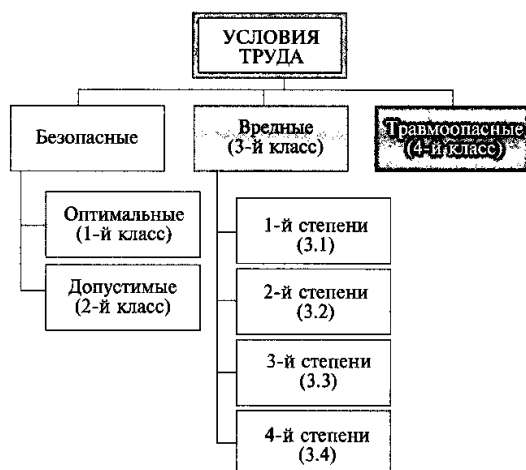 УСЛОВИЯ
ТРУДА
Безопасные
Вредные
(3-й класс)
Травмоопасные
(4-й класс)
Оптимальные
(1-й класс)
Допустимые
(2-й класс)
1-й степени
(3.1)
2-й степени
(3.2)
3-й степени
(3.3)
4-й степени
(3.4)